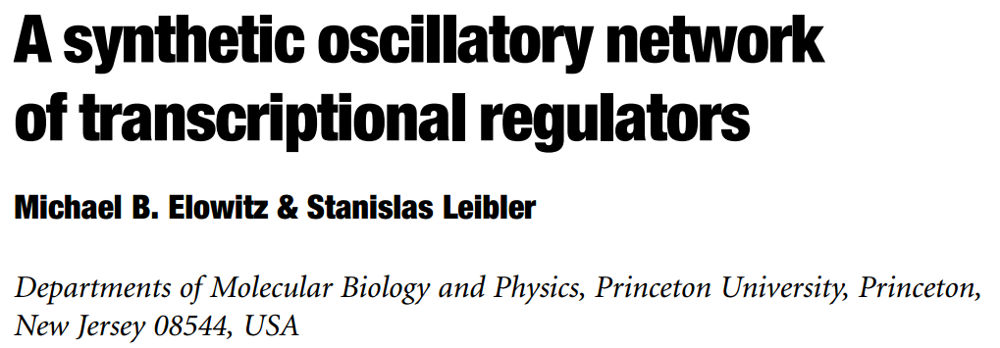 A synthetic oscillatory network
of transcriptional regulators
Michael B. Elowitz & Stanislas Leibler
Departments of Molecular Biology and Physics, Princeton University, Princeton,
New Jersey 08544, USA